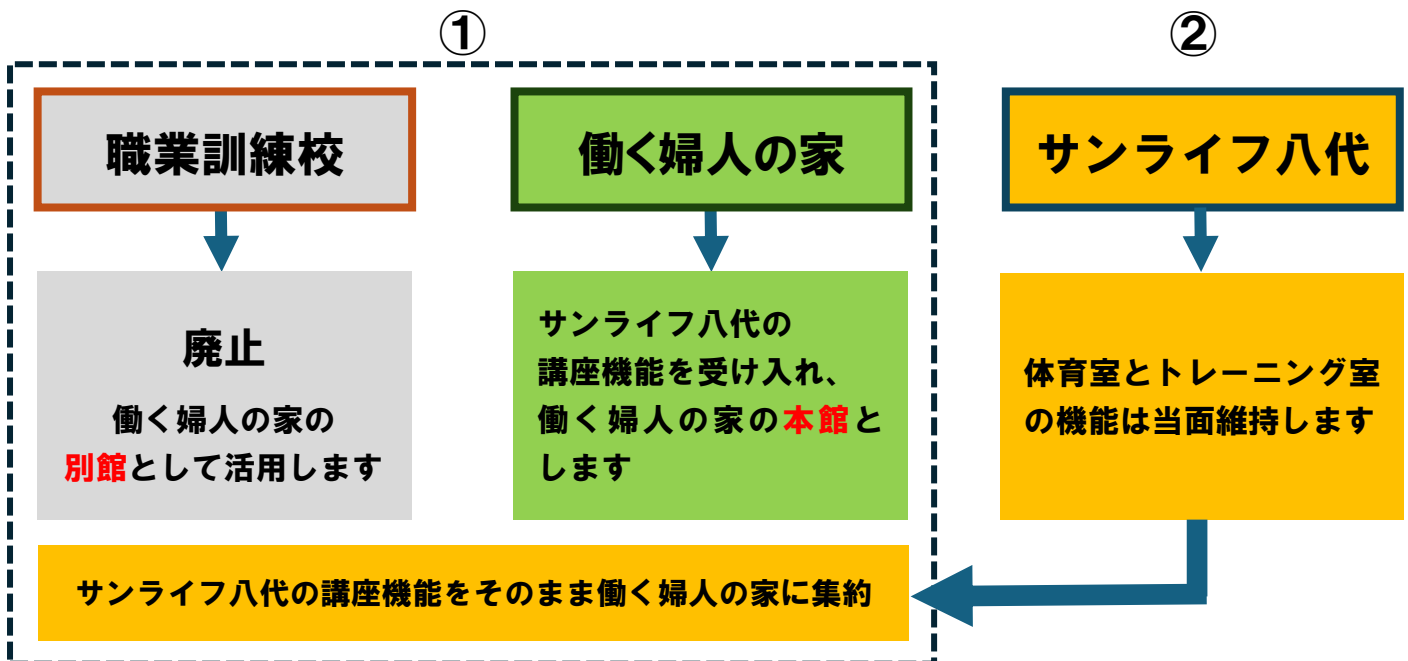 ①
②
職業訓練校
働く婦人の家
サンライフ八代
廃止
働く婦人の家の
別館として活用します
サンライフ八代の
講座機能を受け入れ、
働く婦人の家の本館と
します
体育室とトレーニング室
の機能は当面維持します
サンライフ八代の講座機能をそのまま働く婦人の家に集約